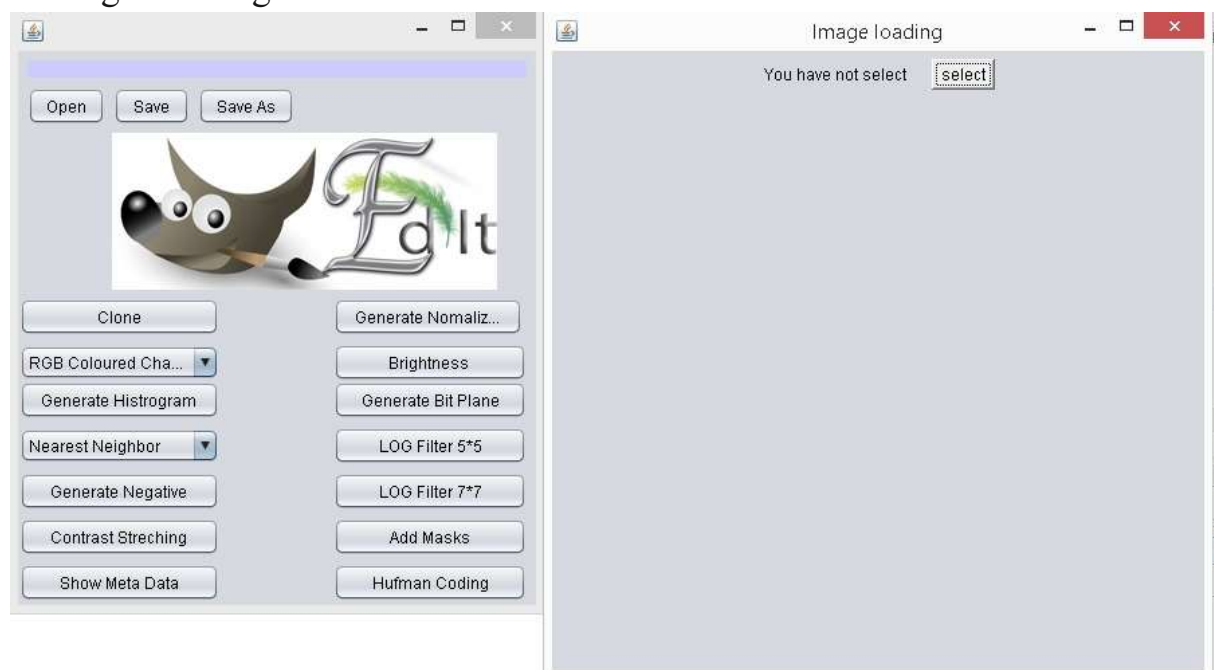 Image loading
You have not select select
Open Save Save As
EdIt
Clone Generate Nomaliz...
RGB Coloured Cha... Brightness
Generate Histrogram Generate Bit Plane
Nearest Neighbor LOG Filter 5*5
Generate Negative LOG Filter 7*7
Contrast Streching Add Masks
Show Meta Data Hufman Coding